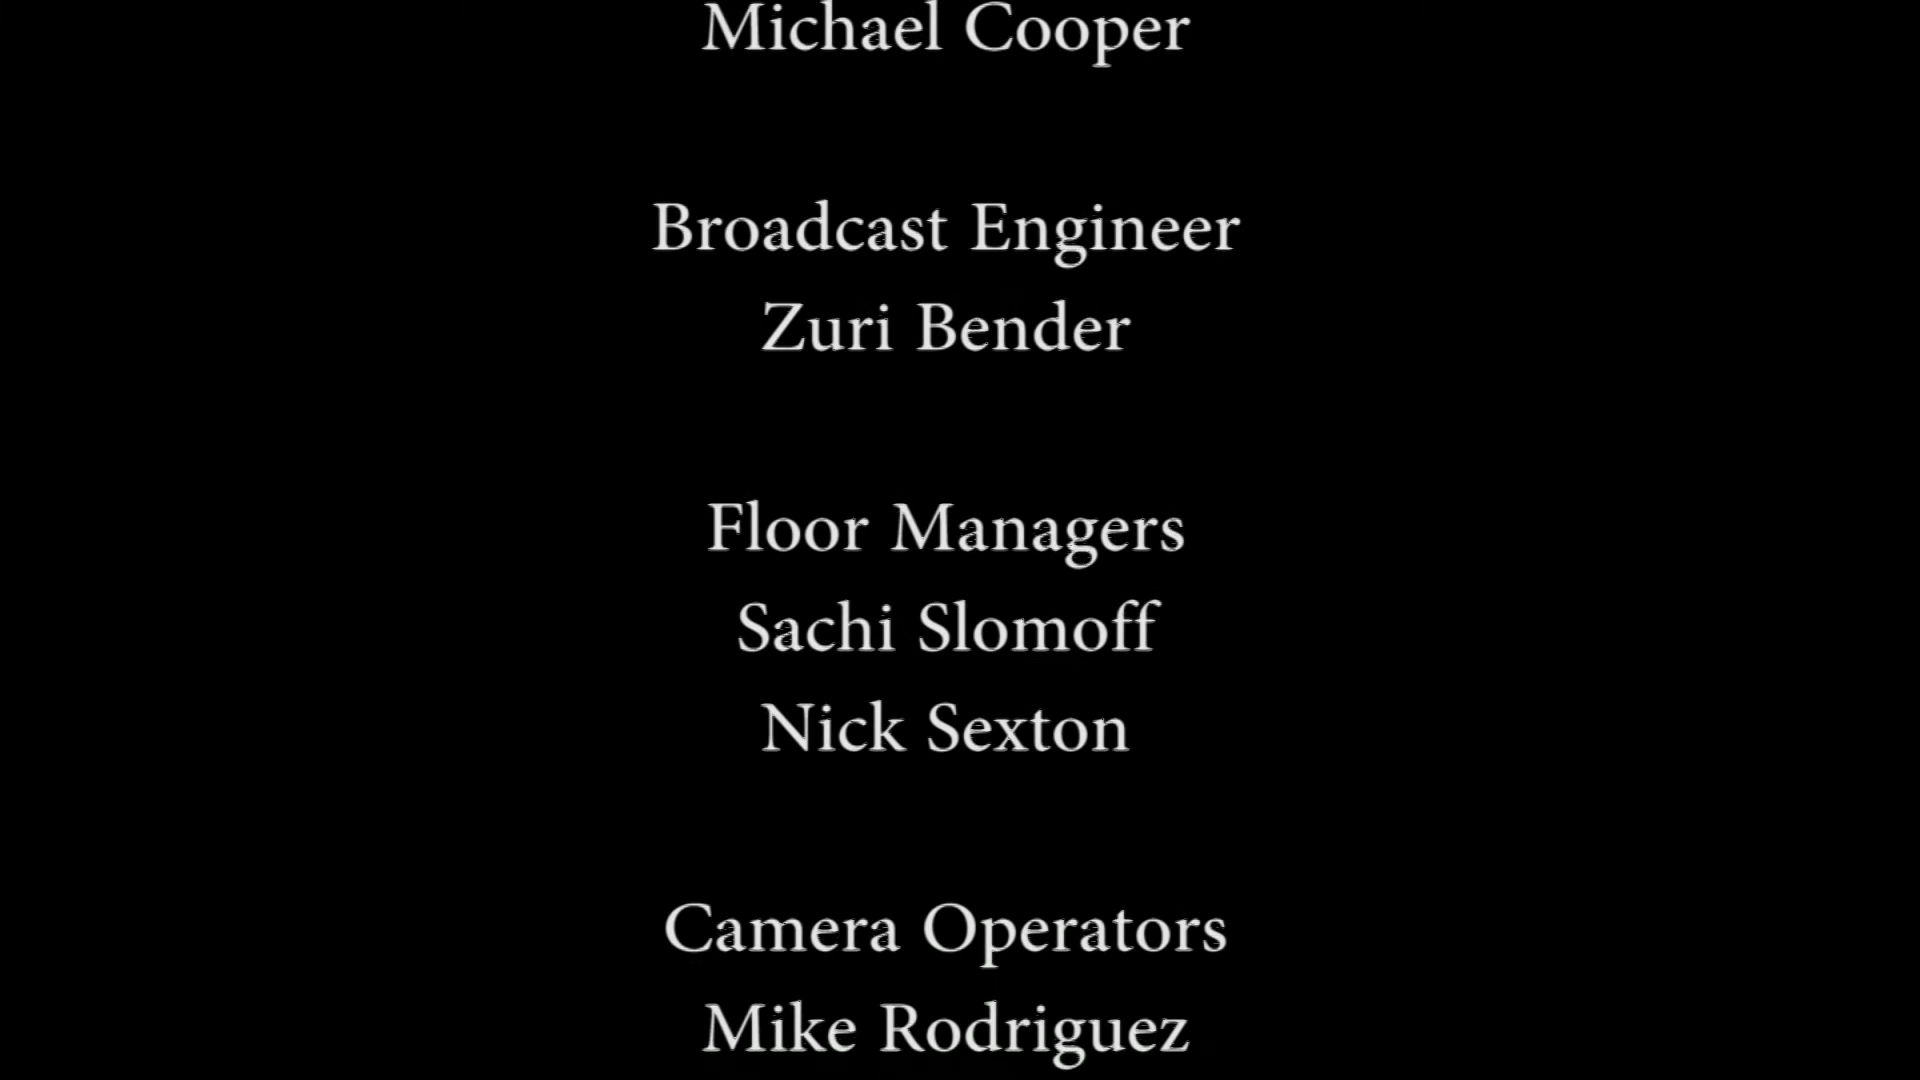 Michael Cooper
Broadcast Engineer
Zuri Bender
Floor Managers
Sachi Slomoff
Nick Sexton
Camera Operators
Mike Rodriguez